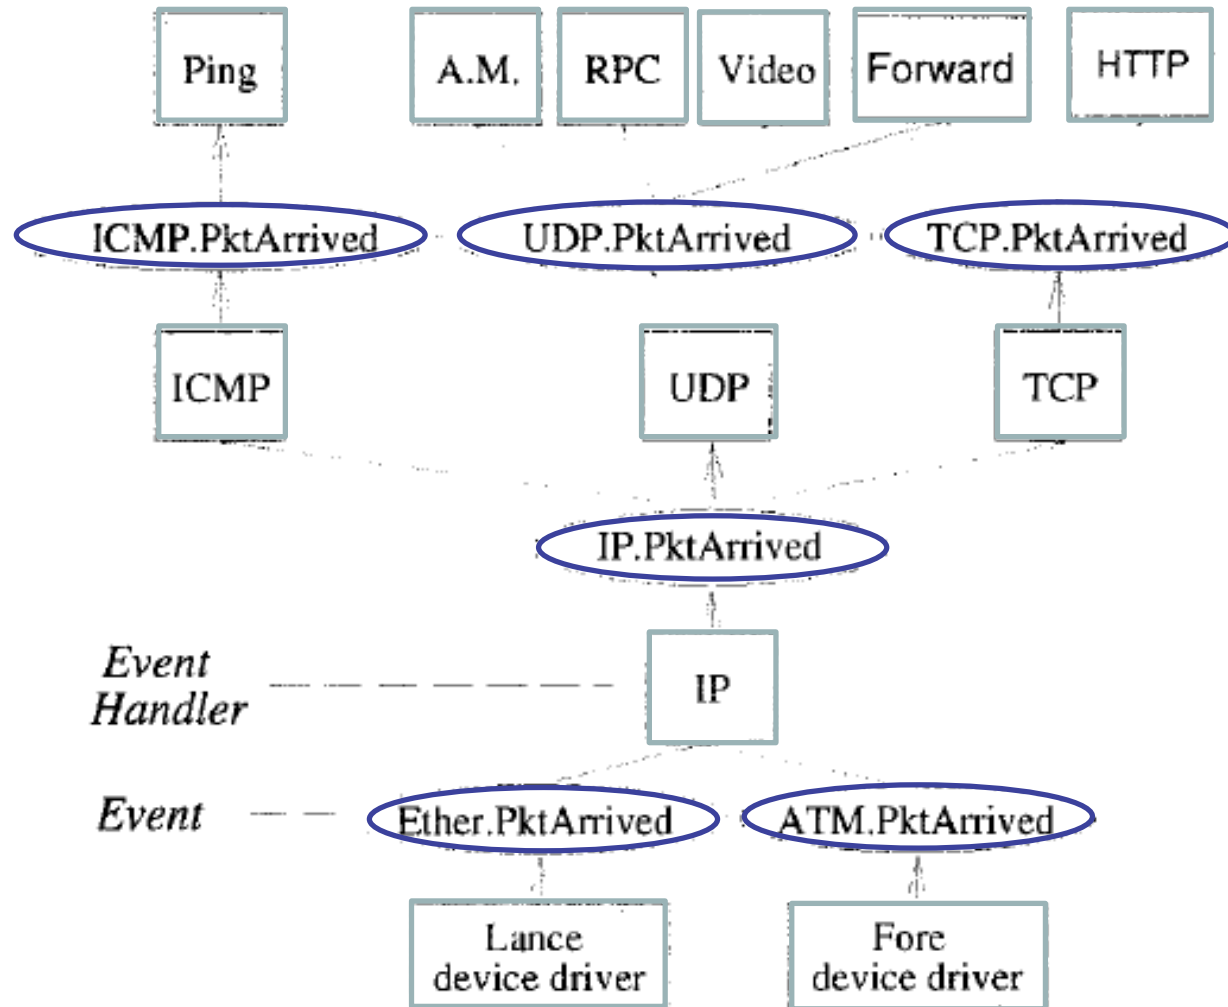 Ping
A.M.
RPC
Video
Forward
HTTP
ICMP.PktArrived
UDP.PktArrived
TCP.PktArrived
ICMP
UDP
TCP
IP.PktArrived
Event
Handler
IP
Event
Ether.PktArrived
ATM.PktArrived
Lance
device driver
Fore
device driver